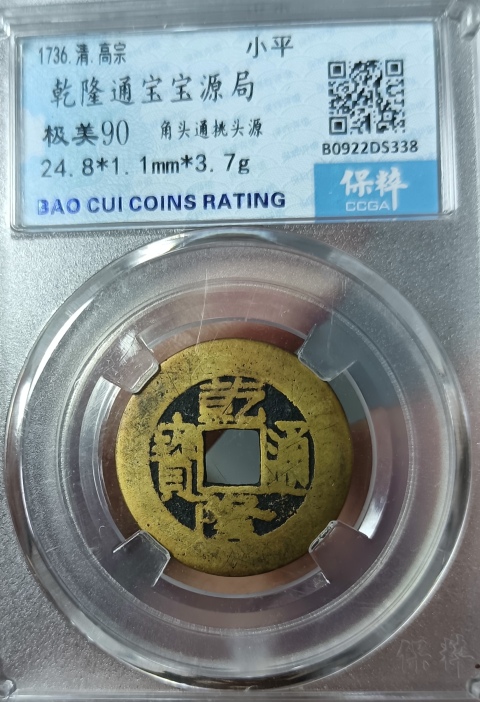 1736.清.高宗 小平
乾隆通宝宝源局
极美90 角头通挑头源
B0922DS338
24.8*1.1mm*3.7g
保粹
CCGA
BAO CUI COINS RATING
乾
寶 通
隆
保粹